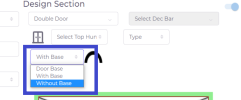 Design Section
Double Door Select Dec Bar
Select Top Hun Type
With Base
Door Base
With Base
Without Base